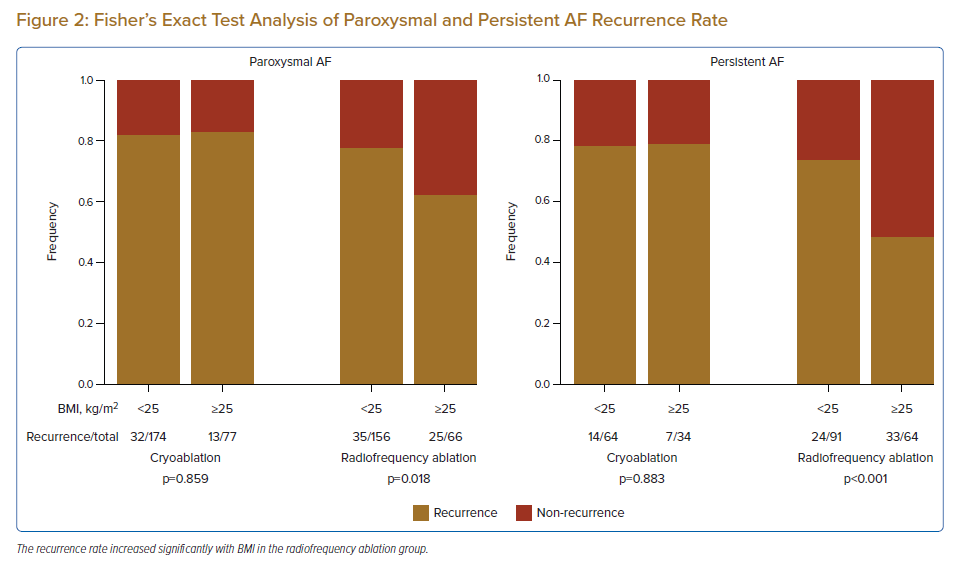 Figure 2: Fisher's Exact Test Analysis of Paroxysmal and Persistent AF Recurrence Rate
Paroxysmal AF
1.0
0.8
0.6
0.4
0.2
0.0
Frequency
BMI, kg/m² <25 ≥25 <25 ≥25
Recurrence/total 32/174 13/77 35/156 25/66
Cryoablation Radiofrequency ablation
p=0.859 p=0.018
Persistent AF
1.0
0.8
0.6
0.4
0.2
0.0
Frequency
<25 ≥25 <25 ≥25
14/64 7/34 24/91 33/64
Cryoablation Radiofrequency ablation
p=0.883 p<0.001
Recurrence Non-recurrence
The recurrence rate increased significantly with BMI in the radiofrequency ablation group.